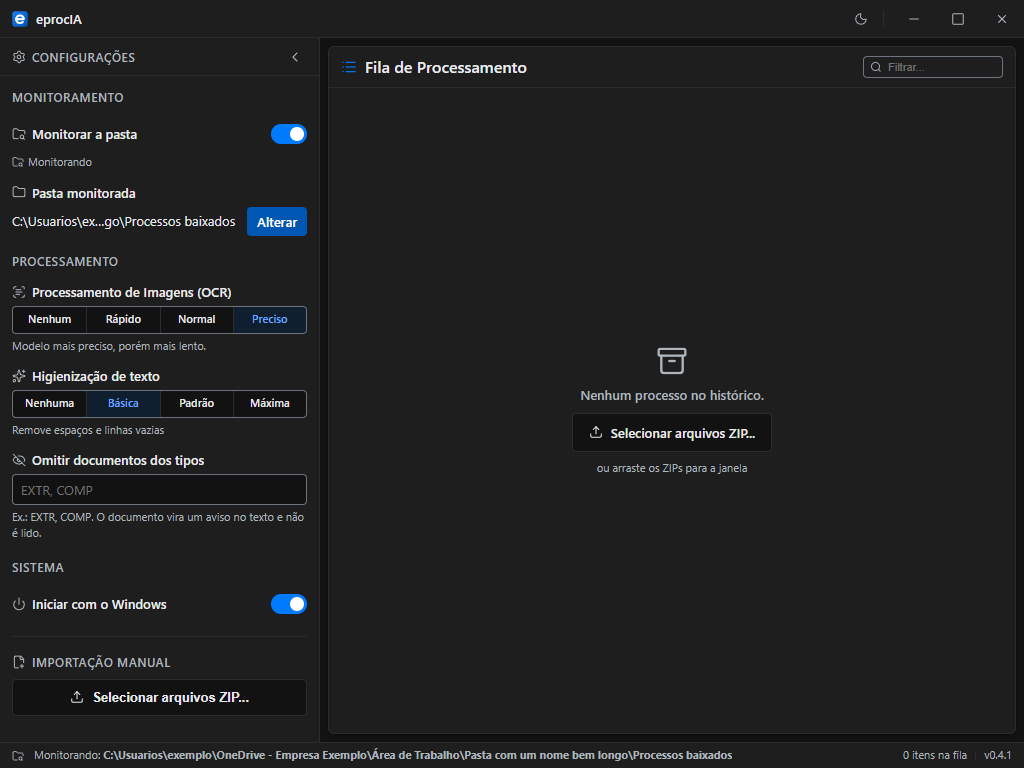 eprocIA
CONFIGURAÇÕES
MONITORAMENTO
Monitorar a pasta
Monitorando
Pasta monitorada
C:\Usuarios\ex...go\Processos baixados
Alterar
PROCESSAMENTO
Processamento de Imagens (OCR)
Nenhum Rápido Normal Preciso
Modelo mais preciso, porém mais lento.
Higienização de texto
Nenhuma Básica Padrão Máxima
Remove espaços e linhas vazias
Omitir documentos dos tipos
EXTR, COMP
Ex.: EXTR, COMP. O documento vira um aviso no texto e não
é lido.
SISTEMA
Iniciar com o Windows
IMPORTAÇÃO MANUAL
Selecionar arquivos ZIP...
Fila de Processamento
Filtrar...
Nenhum processo no histórico.
Selecionar arquivos ZIP...
ou arraste os ZIPs para a janela
Monitorando: C:\Usuarios\exemplo\OneDrive - Empresa Exemplo\Área de Trabalho\Pasta com um nome bem longo\Processos baixados
0 itens na fila
v0.4.1